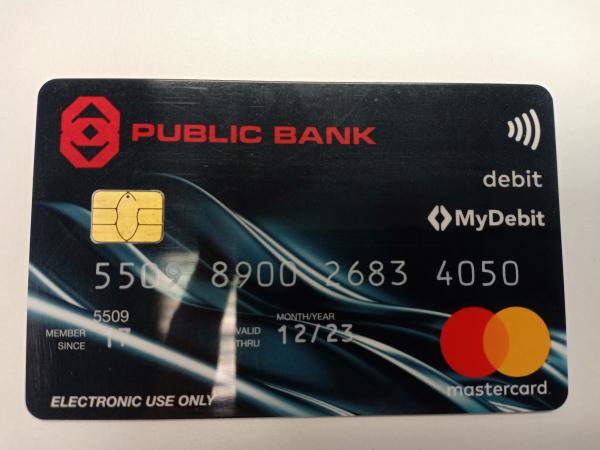 PUBLIC BANK
debit
MyDebit
5509 8900 2683 4050
5509
MEMBER SINCE 17
MONTH/YEAR
VALID THRU 12/23
mastercard
ELECTRONIC USE ONLY